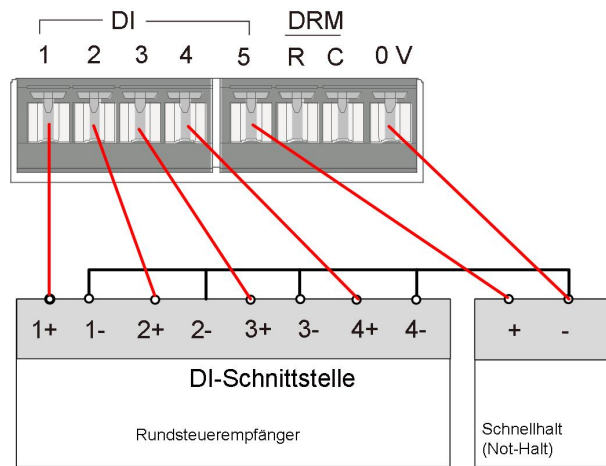 DI DRM
1 2 3 4 5 R C 0 V
1+ 1- 2+ 2- 3+ 3- 4+ 4- + -
DI-Schnittstelle
Rundsteuerempfänger
Schnellhalt
(Not-Halt)